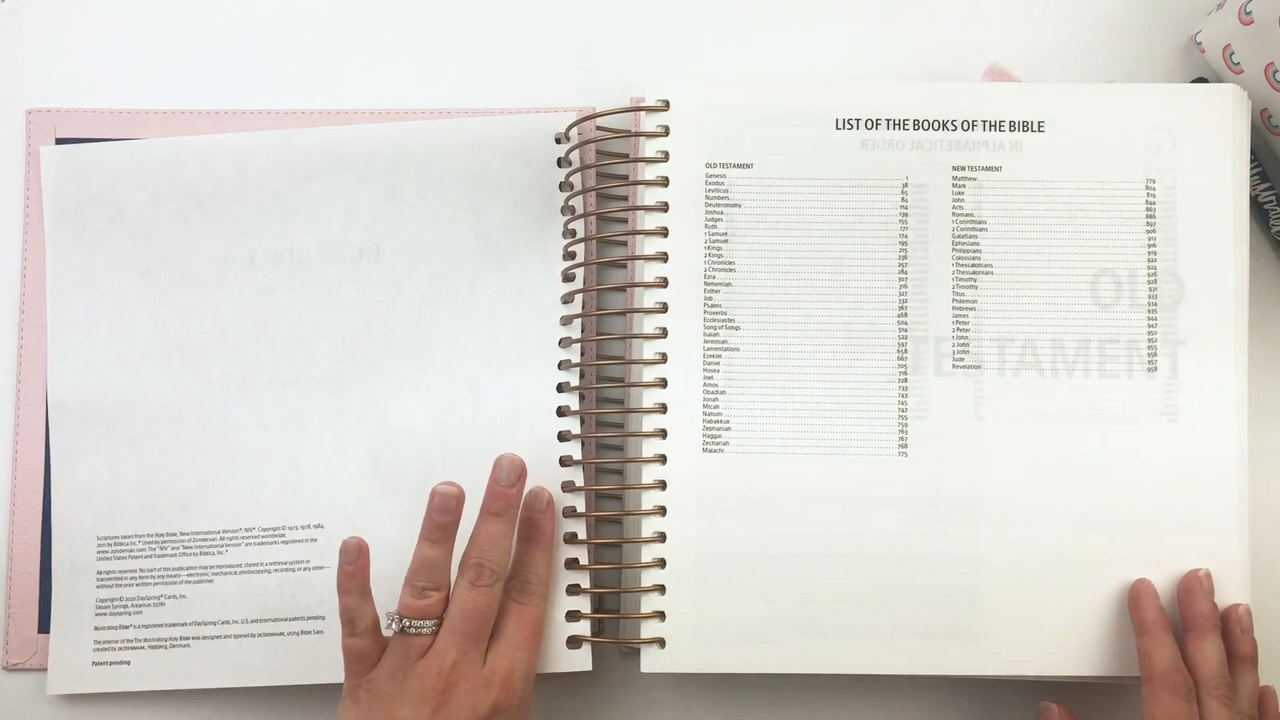 Scriptures taken from the Holy Bible, New International Version®, NIV®. Copyright © 1973, 1978, 1984,
2011 by Biblica Inc.® Used by permission of Zondervan. All rights reserved worldwide.
www.zondervan.com. The "NIV" and "New International Version" are trademarks registered in the
United States Patent and Trademark Office by Biblica, Inc.®
All rights reserved. No part of this publication may be reproduced, stored in a retrieval system or
transmitted in any form by any means—electronic, mechanical, photocopying, recording, or any other—
without the prior written permission of the publisher.
Copyright © 2020 DaySpring® Cards, Inc.
Siloam Springs, Arkansas 72761
www.dayspring.com
Illustrating Bible® is a registered trademark of DaySpring Cards, Inc. U.S. and international patents pending.
The interior of the The Illustrating Holy Bible was designed and typeset by 2K/DENMARK, using Bible Sans
created by 2K/DENMARK, Højbjerg, Denmark.
Patent pending
LIST OF THE BOOKS OF THE BIBLE
OLD TESTAMENT
Genesis 1
Exodus 38
Leviticus 65
Numbers 84
Deuteronomy 114
Joshua 139
Judges 155
Ruth 171
1 Samuel 174
2 Samuel 195
1 Kings 215
2 Kings 236
1 Chronicles 257
2 Chronicles 284
Ezra 307
Nehemiah 316
Esther 327
Job 332
Psalms 367
Proverbs 468
Ecclesiastes 504
Song of Songs 514
Isaiah 522
Jeremiah 597
Lamentations 658
Ezekiel 667
Daniel 705
Hosea 716
Joel 728
Amos 733
Obadiah 743
Jonah 745
Micah 747
Nahum 755
Habakkuk 759
Zephaniah 763
Haggai 767
Zechariah 768
Malachi 775
NEW TESTAMENT
Matthew 779
Mark 804
Luke 819
John 844
Acts 863
Romans 886
1 Corinthians 897
2 Corinthians 906
Galatians 912
Ephesians 916
Philippians 919
Colossians 922
1 Thessalonians 924
2 Thessalonians 926
1 Timothy 928
2 Timothy 931
Titus 933
Philemon 934
Hebrews 935
James 944
1 Peter 947
2 Peter 950
1 John 952
2 John 955
3 John 956
Jude 957
Revelation 958